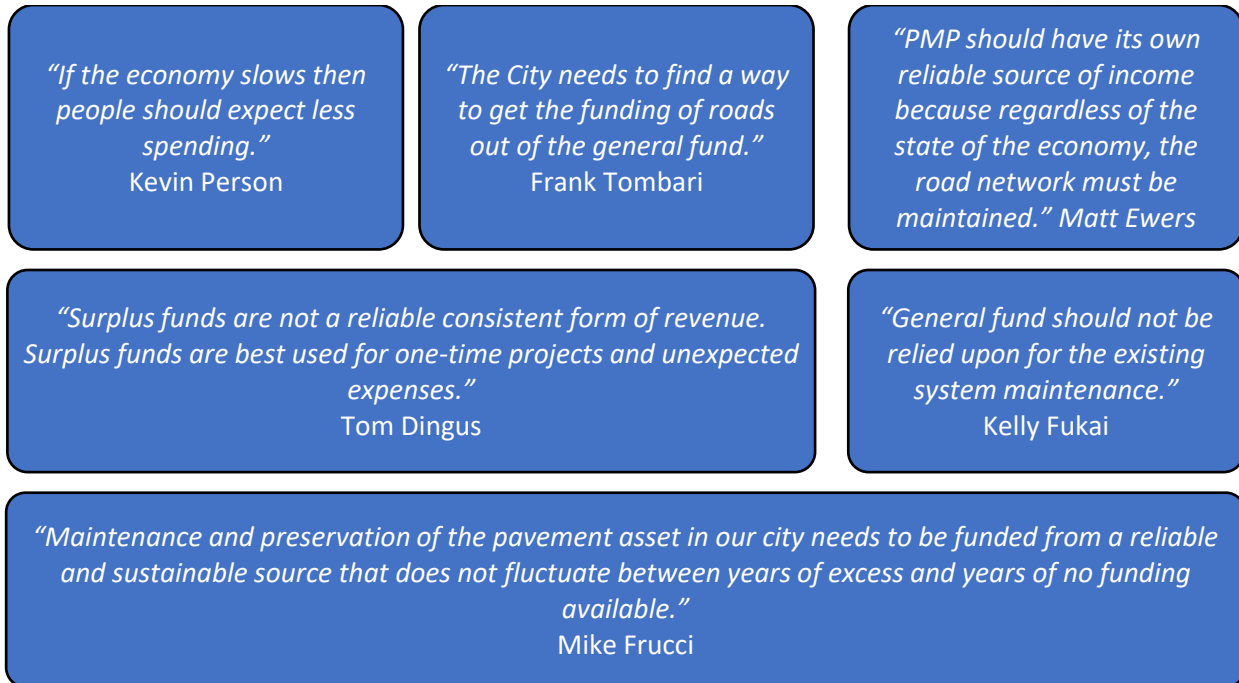 “If the economy slows then
people should expect less
spending.”
Kevin Person
“The City needs to find a way
to get the funding of roads
out of the general fund.”
Frank Tombari
“PMP should have its own
reliable source of income
because regardless of the
state of the economy, the
road network must be
maintained.” Matt Ewers
“Surplus funds are not a reliable consistent form of revenue.
Surplus funds are best used for one-time projects and unexpected
expenses.”
Tom Dingus
“General fund should not be
relied upon for the existing
system maintenance.”
Kelly Fukai
“Maintenance and preservation of the pavement asset in our city needs to be funded from a reliable
and sustainable source that does not fluctuate between years of excess and years of no funding
available.”
Mike Frucci